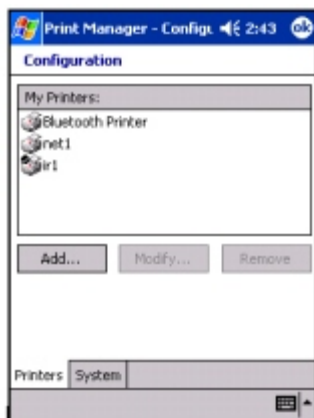 Print Manager - Configu 2:43 ok
Configuration
My Printers:
Bluetooth Printer
net1
ir1
Add... Modify... Remove
Printers System